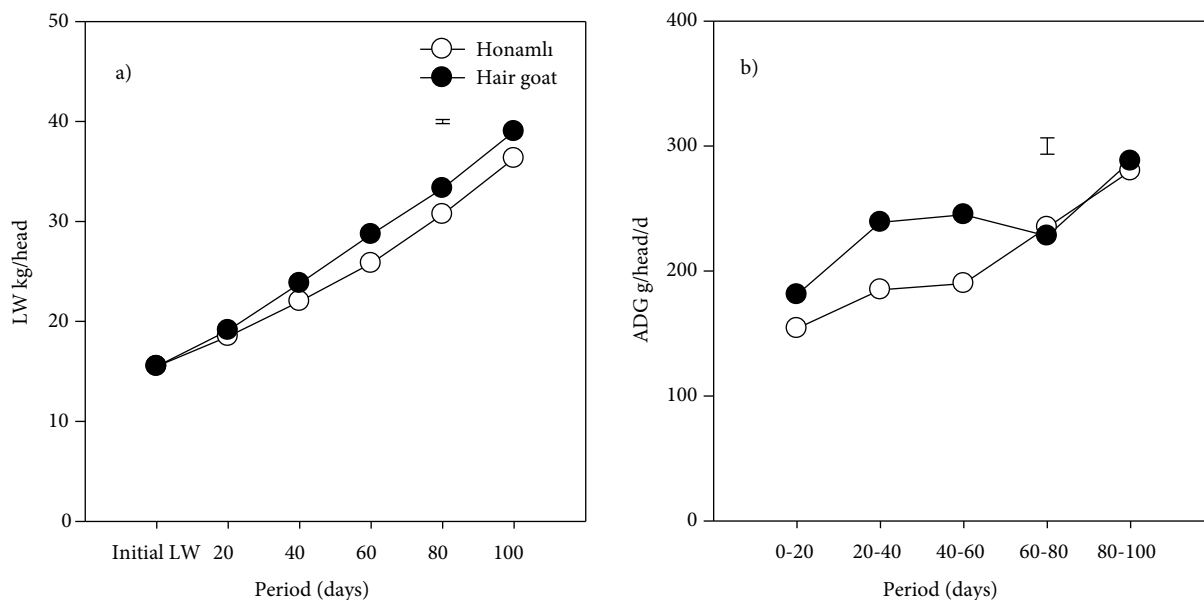 a)
Honamlı
Hair goat
50
40
30
20
10
0
LW kg/head
Initial LW 20 40 60 80 100
Period (days)
b)
400
300
200
100
0
ADG g/head/d
0-20 20-40 40-60 60-80 80-100
Period (days)